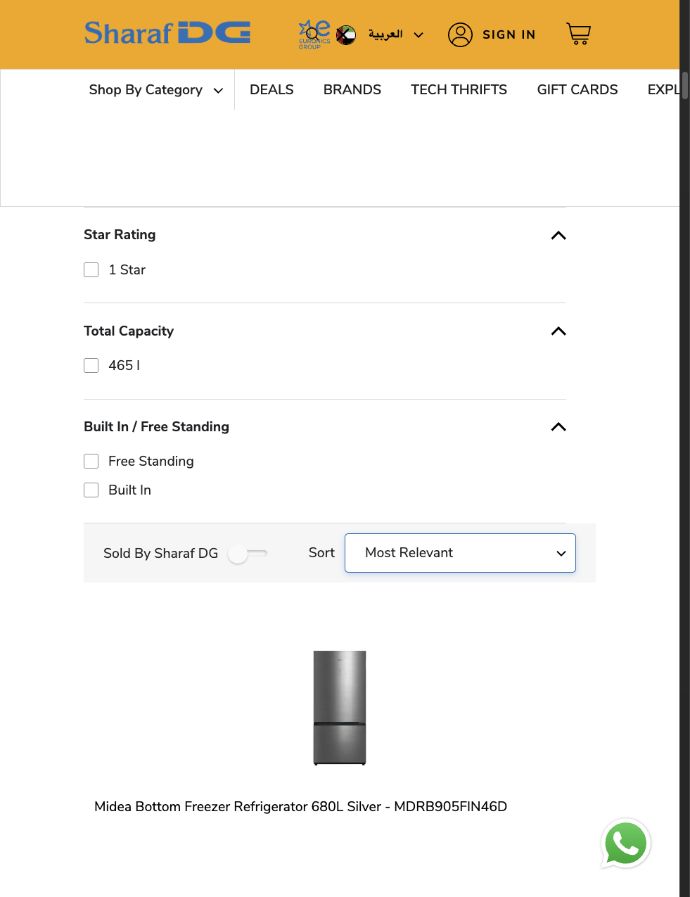 Sharaf DG
EURONICS
GROUP
العربية
SIGN IN
Shop By Category
DEALS
BRANDS
TECH THRIFTS
GIFT CARDS
EXPL
Star Rating
1 Star
Total Capacity
465 l
Built In / Free Standing
Free Standing
Built In
Sold By Sharaf DG
Sort
Most Relevant
Midea Bottom Freezer Refrigerator 680L Silver - MDRB905FIN46D